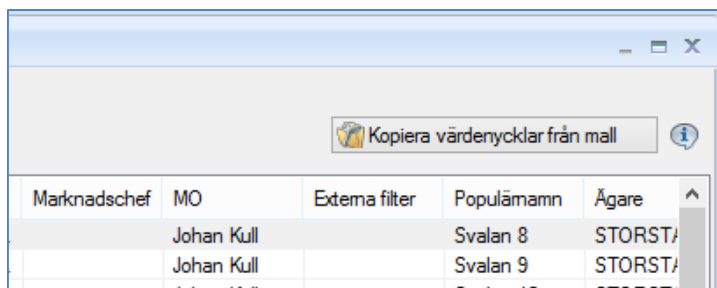 Kopiera värdenycklar från mall
Marknadschef MO Externa filter Populärnamn Ägare
Johan Kull Svalan 8
Johan Kull Svalan 9